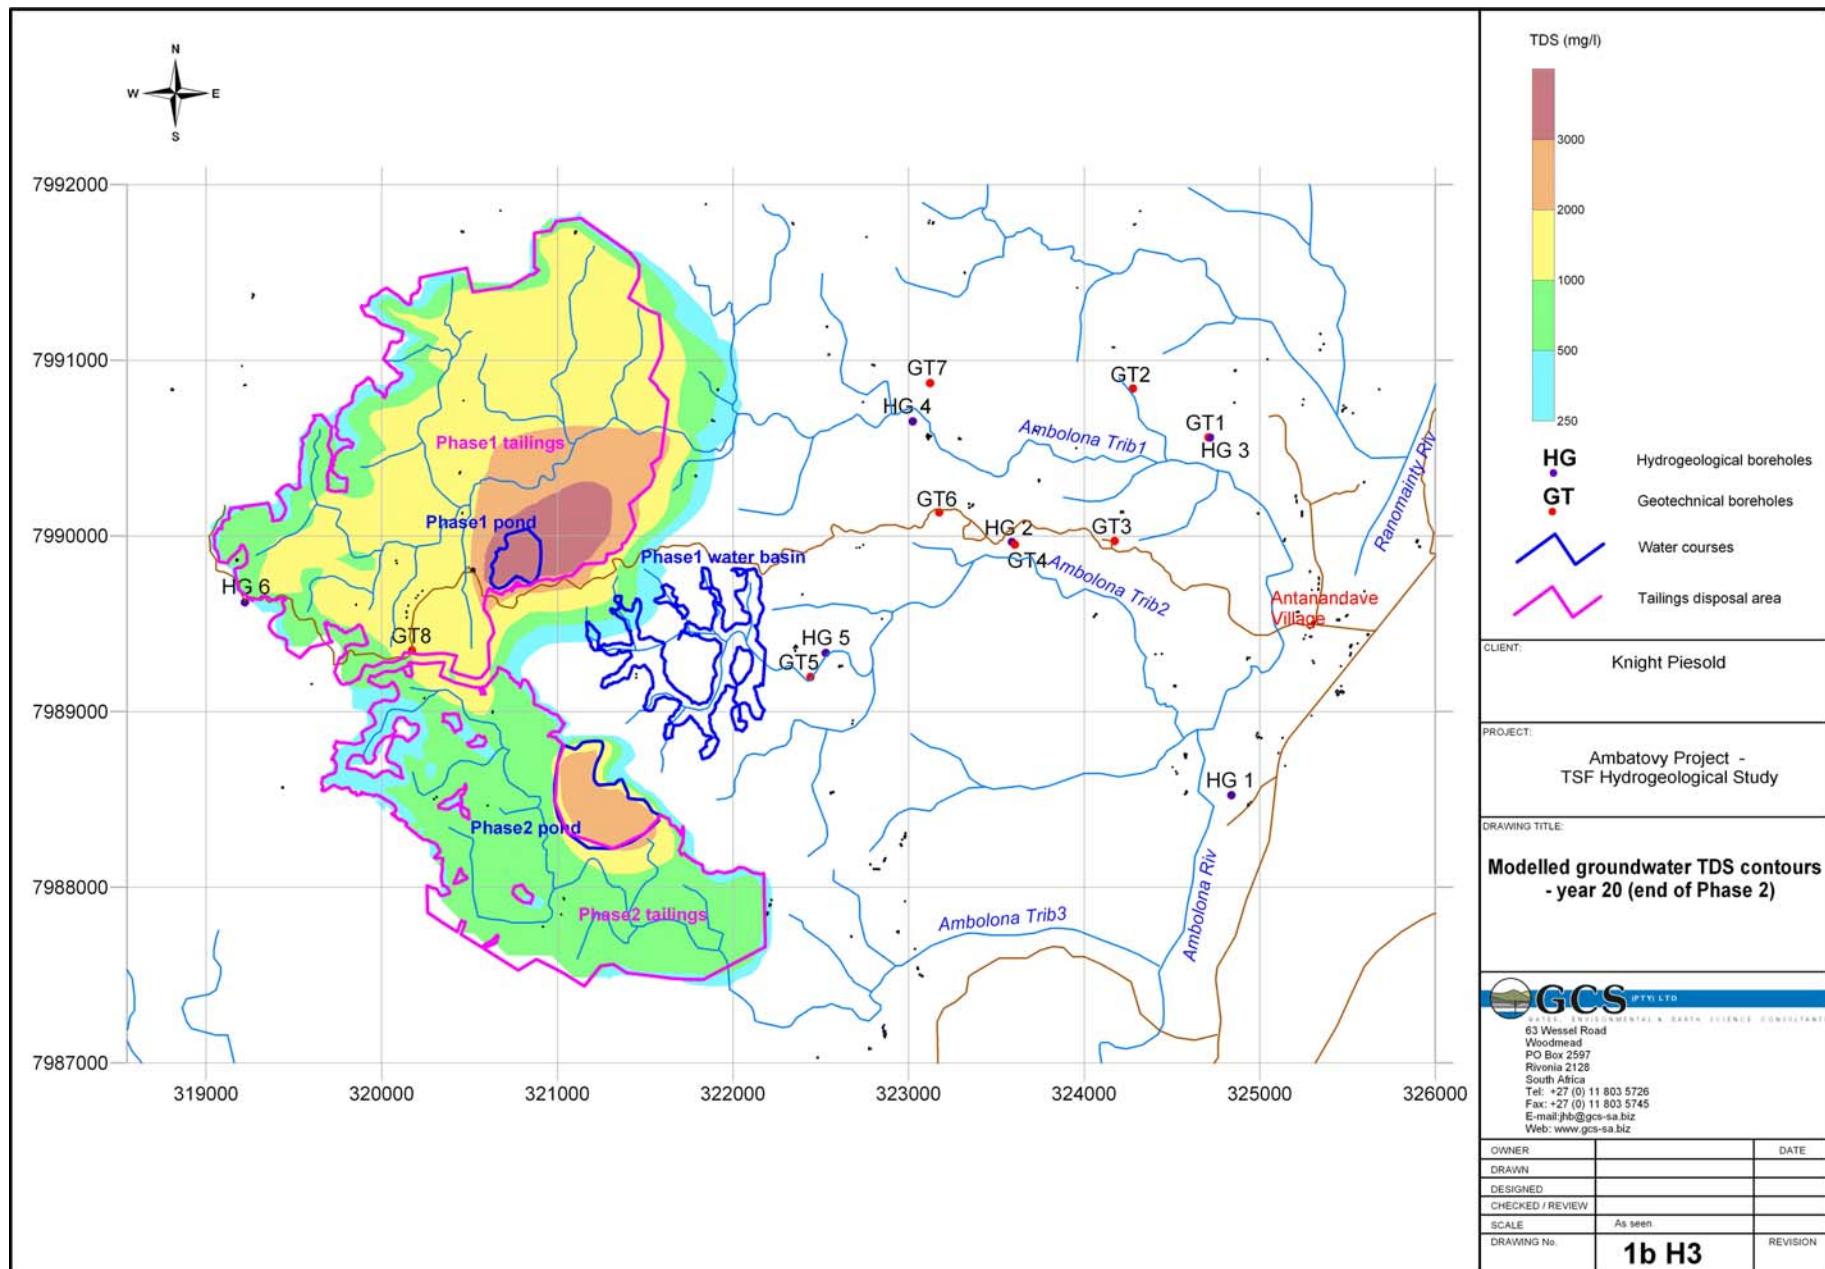 N
W
E
S
7992000
7991000
7990000
7989000
7988000
7987000
319000
320000
321000
322000
323000
324000
325000
326000
Phase1 tailings
Phase1 pond
Phase1 water basin
HG 6
GT8
Phase2 pond
Phase2 tailings
GT7
HG 4
GT2
GT1
HG 3
Ambolona Trib1
GT6
HG 2
GT4
GT3
Ambolona Trib2
HG 5
GT5
Ranomainty Riv
Antanandave
Village
HG 1
Ambolona Riv
Ambolona Trib3
TDS (mg/l)
3000
2000
1000
500
250
HG
Hydrogeological boreholes
GT
Geotechnical boreholes
Water courses
Tailings disposal area
CLIENT:
Knight Piesold
PROJECT:
Ambatovy Project -
TSF Hydrogeological Study
DRAWING TITLE:
Modelled groundwater TDS contours
- year 20 (end of Phase 2)
GCS (PTY) LTD
WATER, ENVIRONMENTAL & EARTH SCIENCE CONSULTANTS
63 Wessel Road
Woodmead
PO Box 2597
Rivonia 2128
South Africa
Tel: +27 (0) 11 803 5726
Fax: +27 (0) 11 803 5745
E-mail:jhb@gcs-sa.biz
Web: www.gcs-sa.biz
OWNER
DATE
DRAWN
DESIGNED
CHECKED / REVIEW
SCALE
As seen
DRAWING No.
1b H3
REVISION